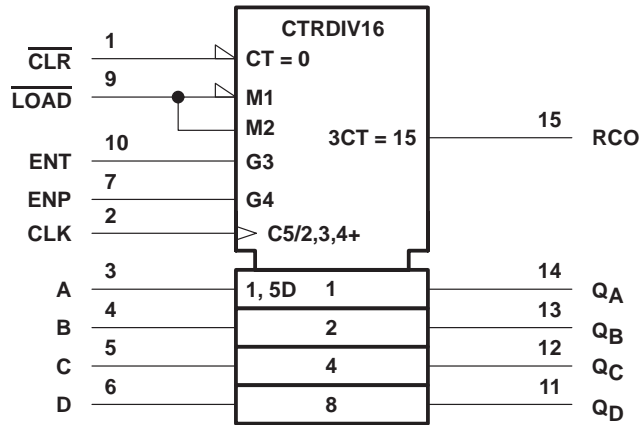 CTRDIV16
1
C̅L̅R̅ CT = 0
9
L̅O̅A̅D̅ M1
M2
3CT = 15 15 RCO
10
ENT G3
7
ENP G4
2
CLK C5/2,3,4+
3 14
A 1, 5D 1 QA
4 13
B 2 QB
5 12
C 4 QC
6 11
D 8 QD